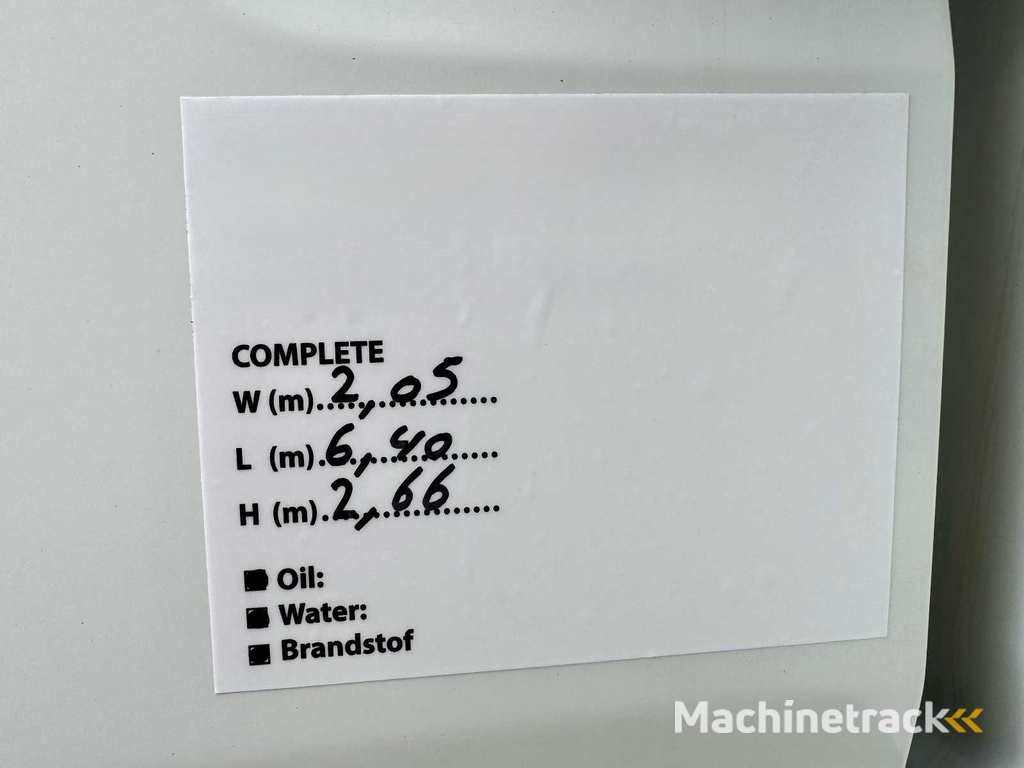 COMPLETE
W (m)..2,05......
L (m).6,40......
H (m).2,66......
■ Oil:
■ Water:
■ Brandstof
Machinetrack